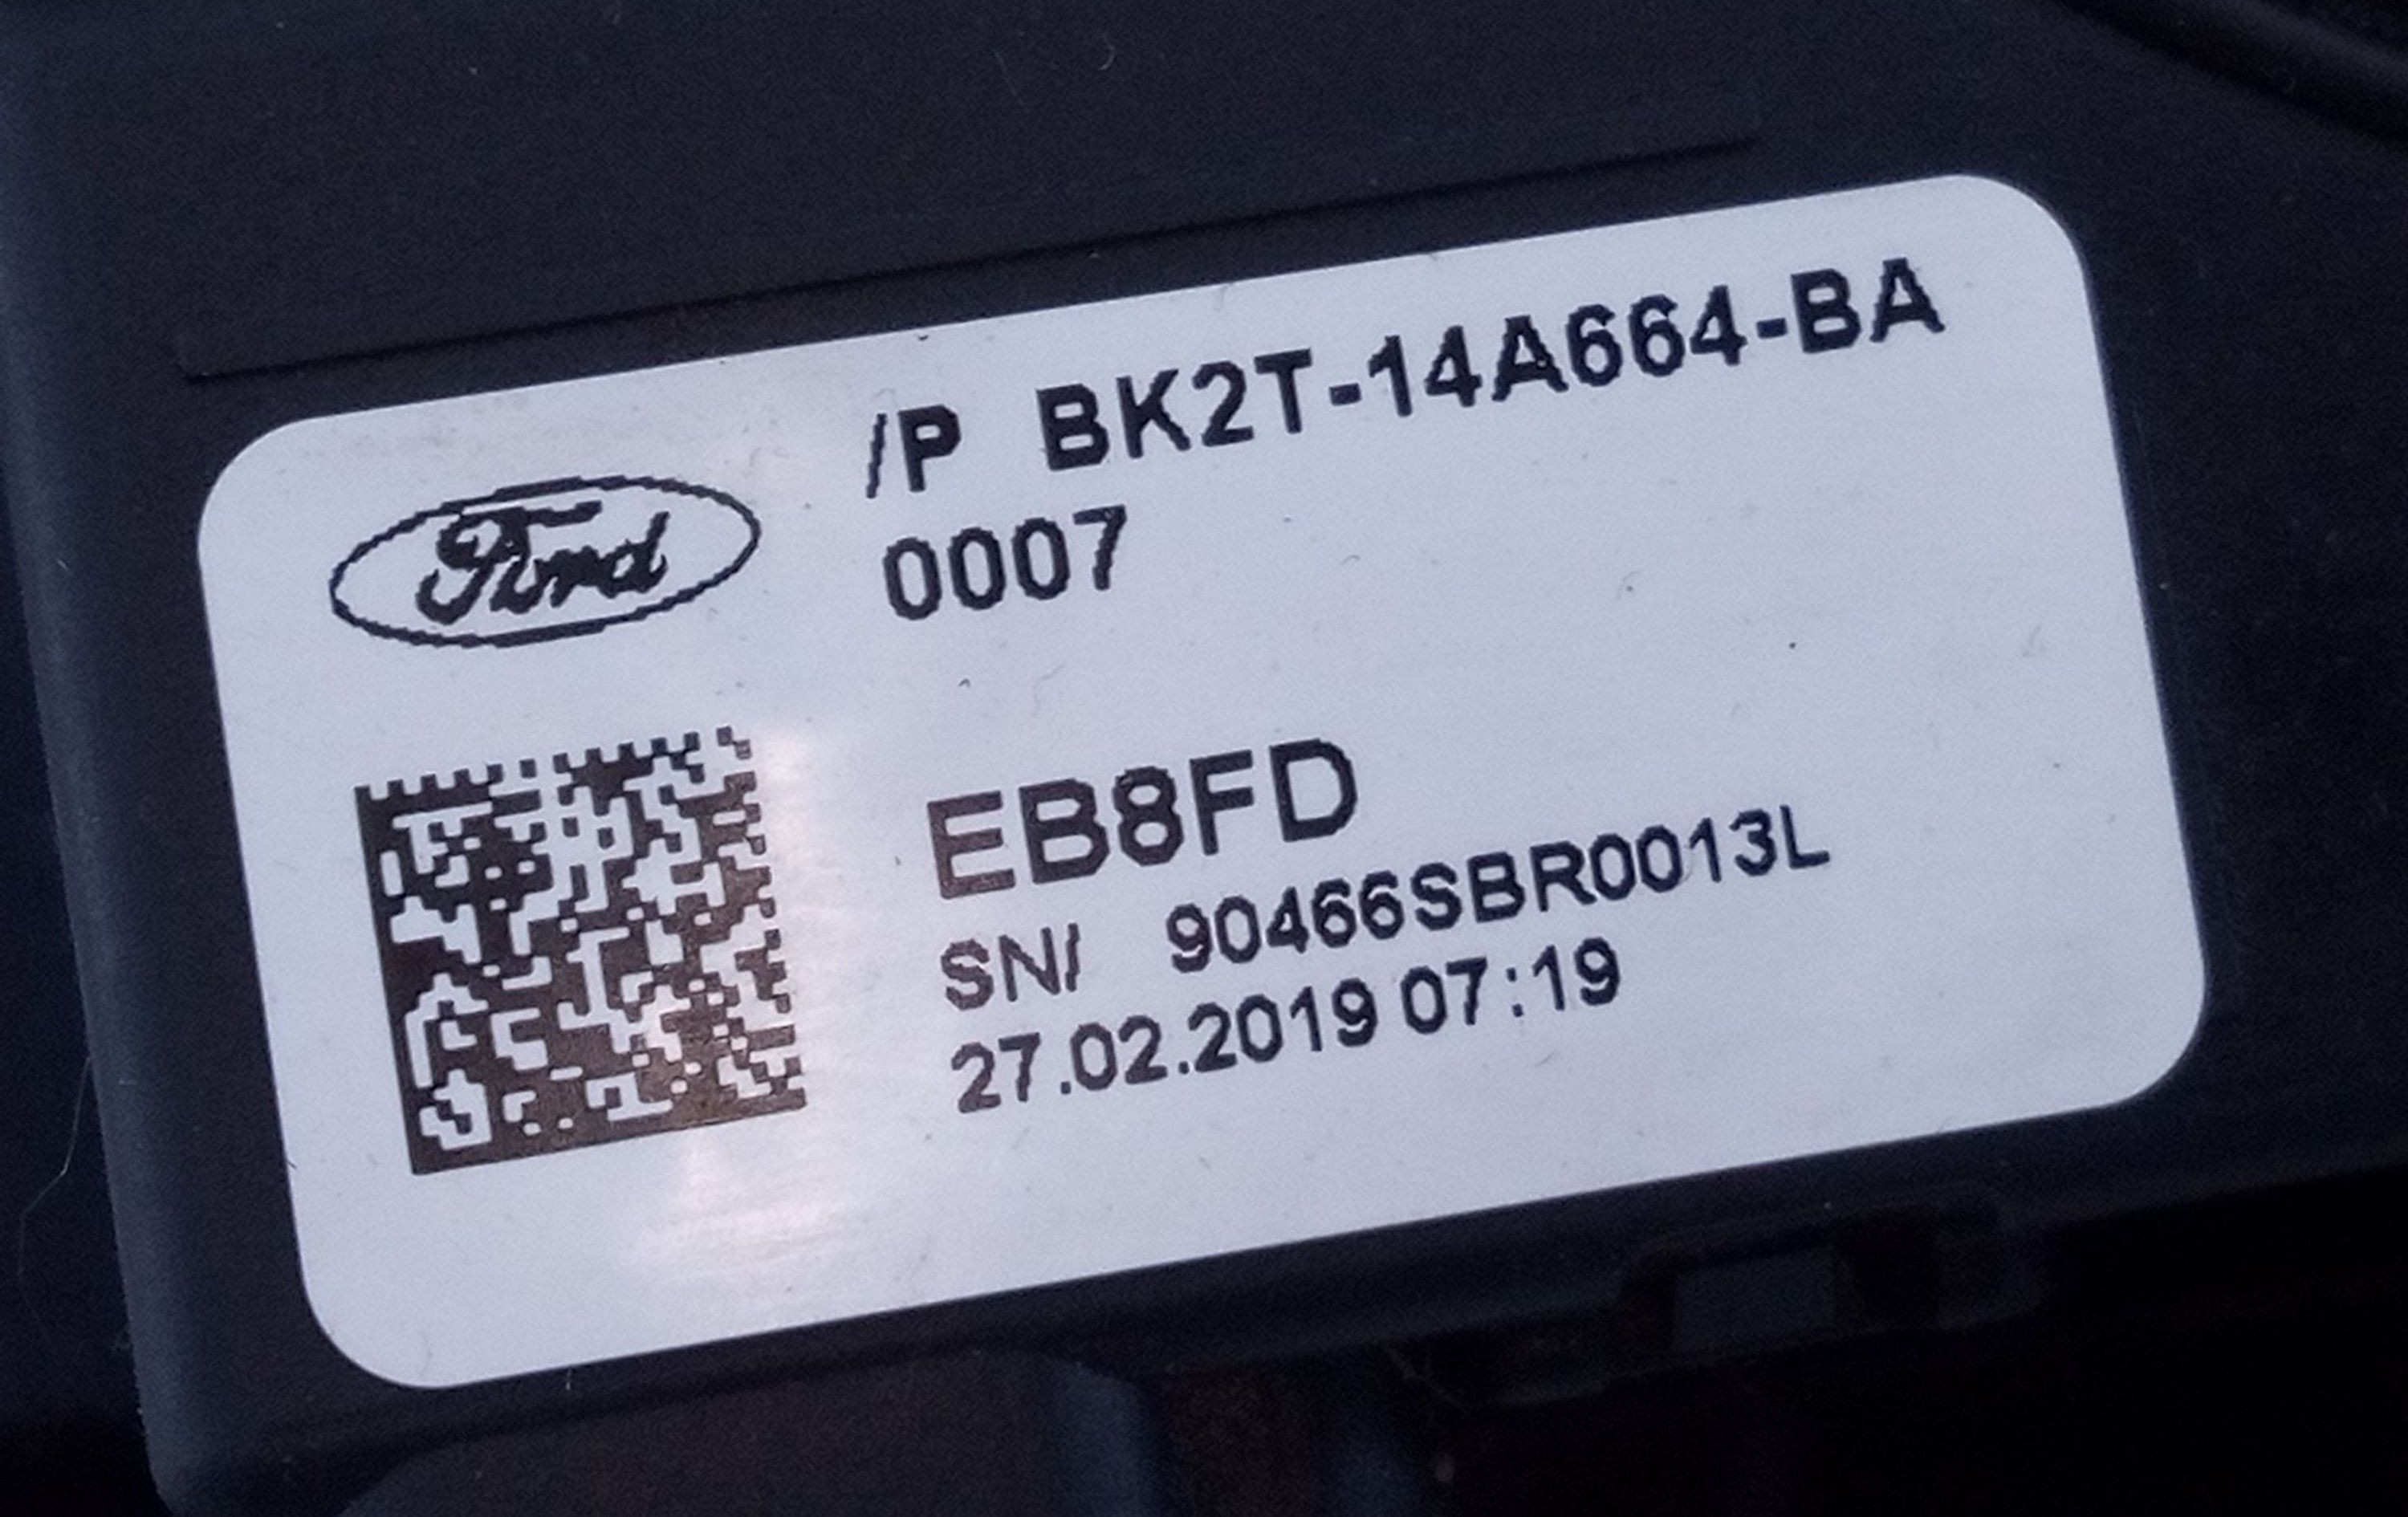 /P BK2T-14A664-BA
Ford
0007
EB8FD
SN/ 90466SBR0013L
27.02.2019 07:19